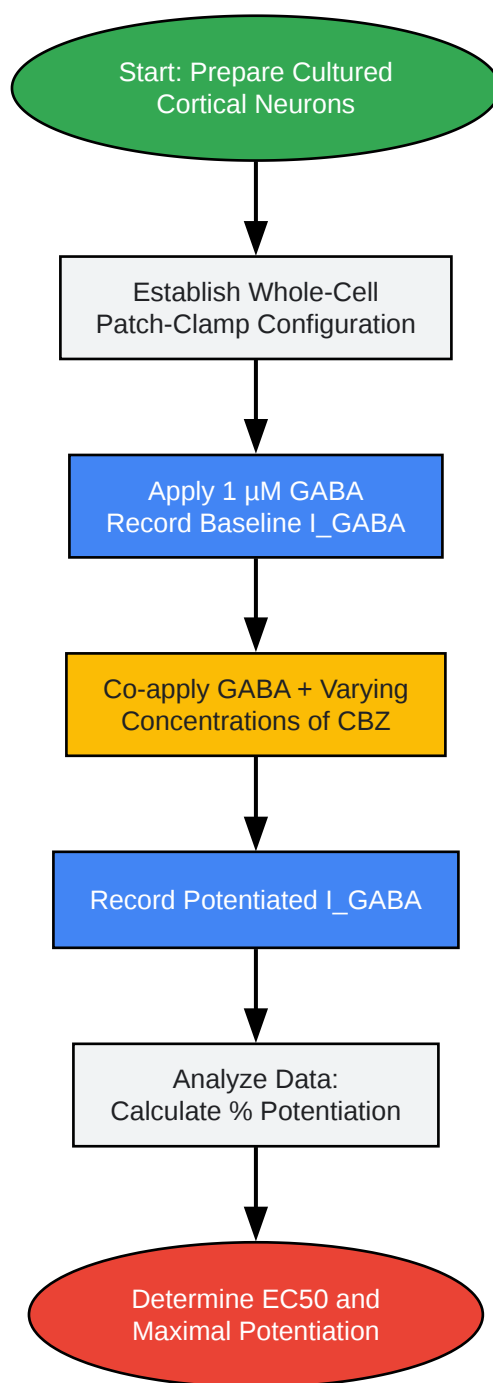 Start: Prepare Cultured
Cortical Neurons
Establish Whole-Cell
Patch-Clamp Configuration
Apply 1 µM GABA
Record Baseline I_GABA
Co-apply GABA + Varying
Concentrations of CBZ
Record Potentiated I_GABA
Analyze Data:
Calculate % Potentiation
Determine EC50 and
Maximal Potentiation